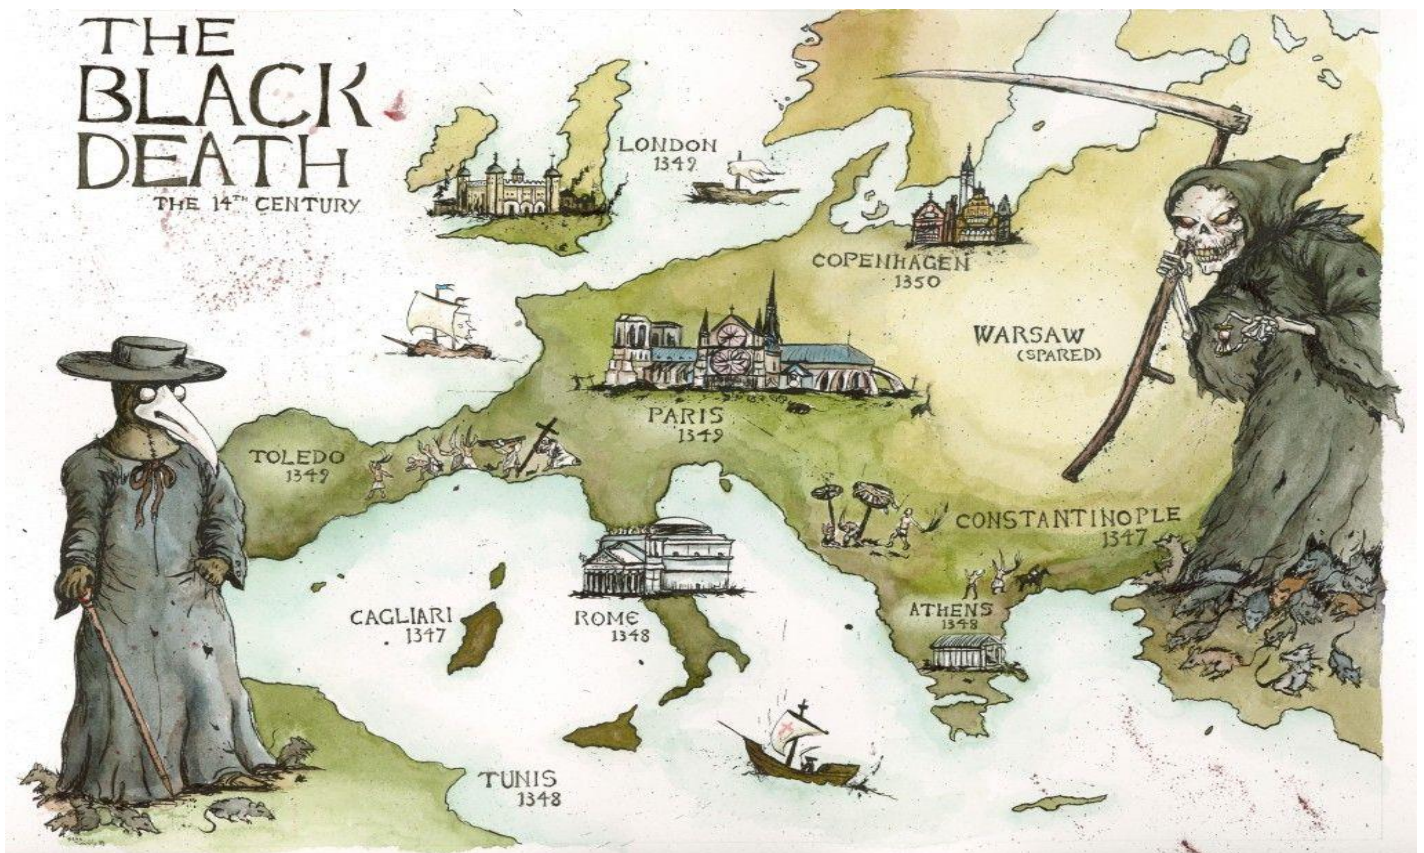 THE
BLACK
DEATH
THE 14TH CENTURY
LONDON
1349
COPENHAGEN
1350
WARSAW
(SPARED)
PARIS
1349
TOLEDO
1349
CONSTANTINOPLE
1347
CAGLIARI
1347
ROME
1348
ATHENS
1348
TUNIS
1348